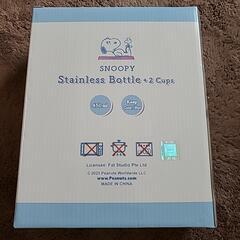 SNOOPY
Stainless Bottle + 2 Cups
Keep
Licensee: Fat Studio Pte Ltd
© 2023 Peanuts Worldwide LLC
www.Peanuts.com
MADE IN CHINA